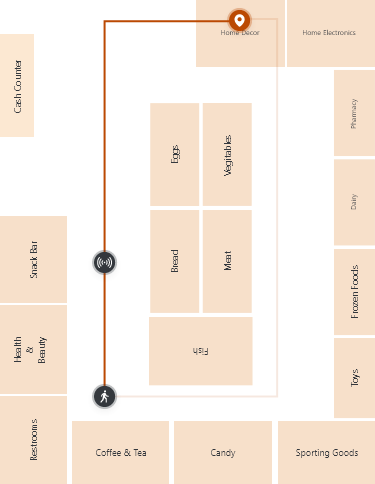 Home Decor
Home Electronics
Cash Counter
Pharmacy
Eggs
Vegitables
Dairy
Snack Bar
Bread
Meat
Frozen Foods
Health
&
Beauty
Fish
Toys
Restrooms
Coffee & Tea
Candy
Sporting Goods